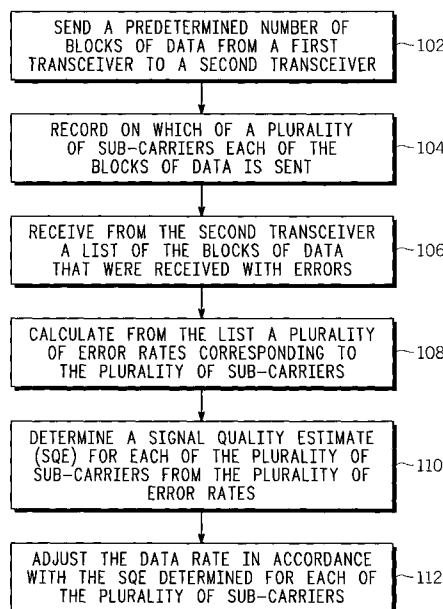 SEND A PREDETERMINED NUMBER OF
BLOCKS OF DATA FROM A FIRST
TRANSCEIVER TO A SECOND TRANSCEIVER
102
RECORD ON WHICH OF A PLURALITY
OF SUB-CARRIERS EACH OF THE
BLOCKS OF DATA IS SENT
104
RECEIVE FROM THE SECOND TRANSCEIVER
A LIST OF THE BLOCKS OF DATA
THAT WERE RECEIVED WITH ERRORS
106
CALCULATE FROM THE LIST A PLURALITY
OF ERROR RATES CORRESPONDING TO
THE PLURALITY OF SUB-CARRIERS
108
DETERMINE A SIGNAL QUALITY ESTIMATE
(SQE) FOR EACH OF THE PLURALITY OF
SUB-CARRIERS FROM THE PLURALITY OF
ERROR RATES
110
ADJUST THE DATA RATE IN ACCORDANCE
WITH THE SQE DETERMINED FOR EACH OF
THE PLURALITY OF SUB-CARRIERS
112